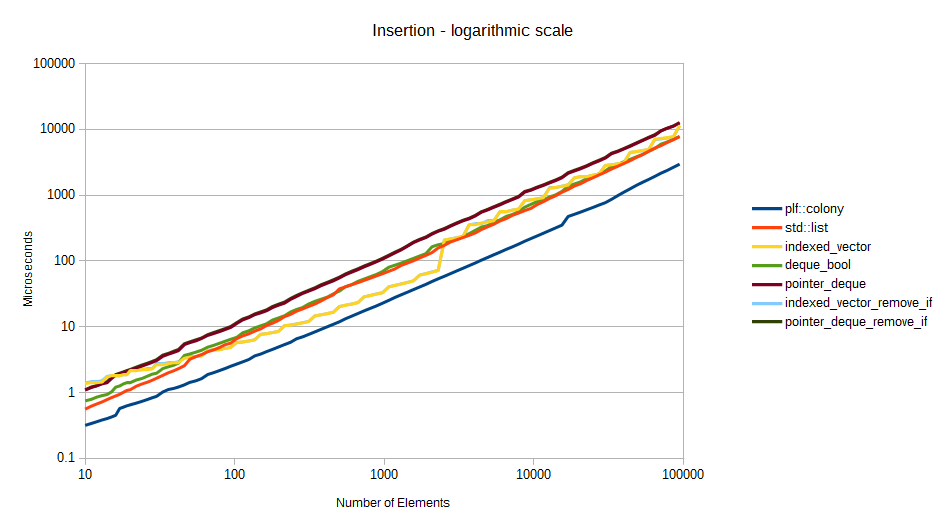 Insertion - logarithmic scale
100000
10000
1000
100
10
1
0.1
Microseconds
10
100
1000
10000
100000
Number of Elements
plf::colony
std::list
indexed_vector
deque_bool
pointer_deque
indexed_vector_remove_if
pointer_deque_remove_if